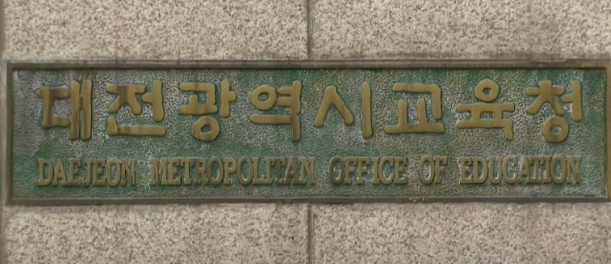 대전광역시교육청
DAEJEON METROPOLITAN OFFICE OF EDUCATION